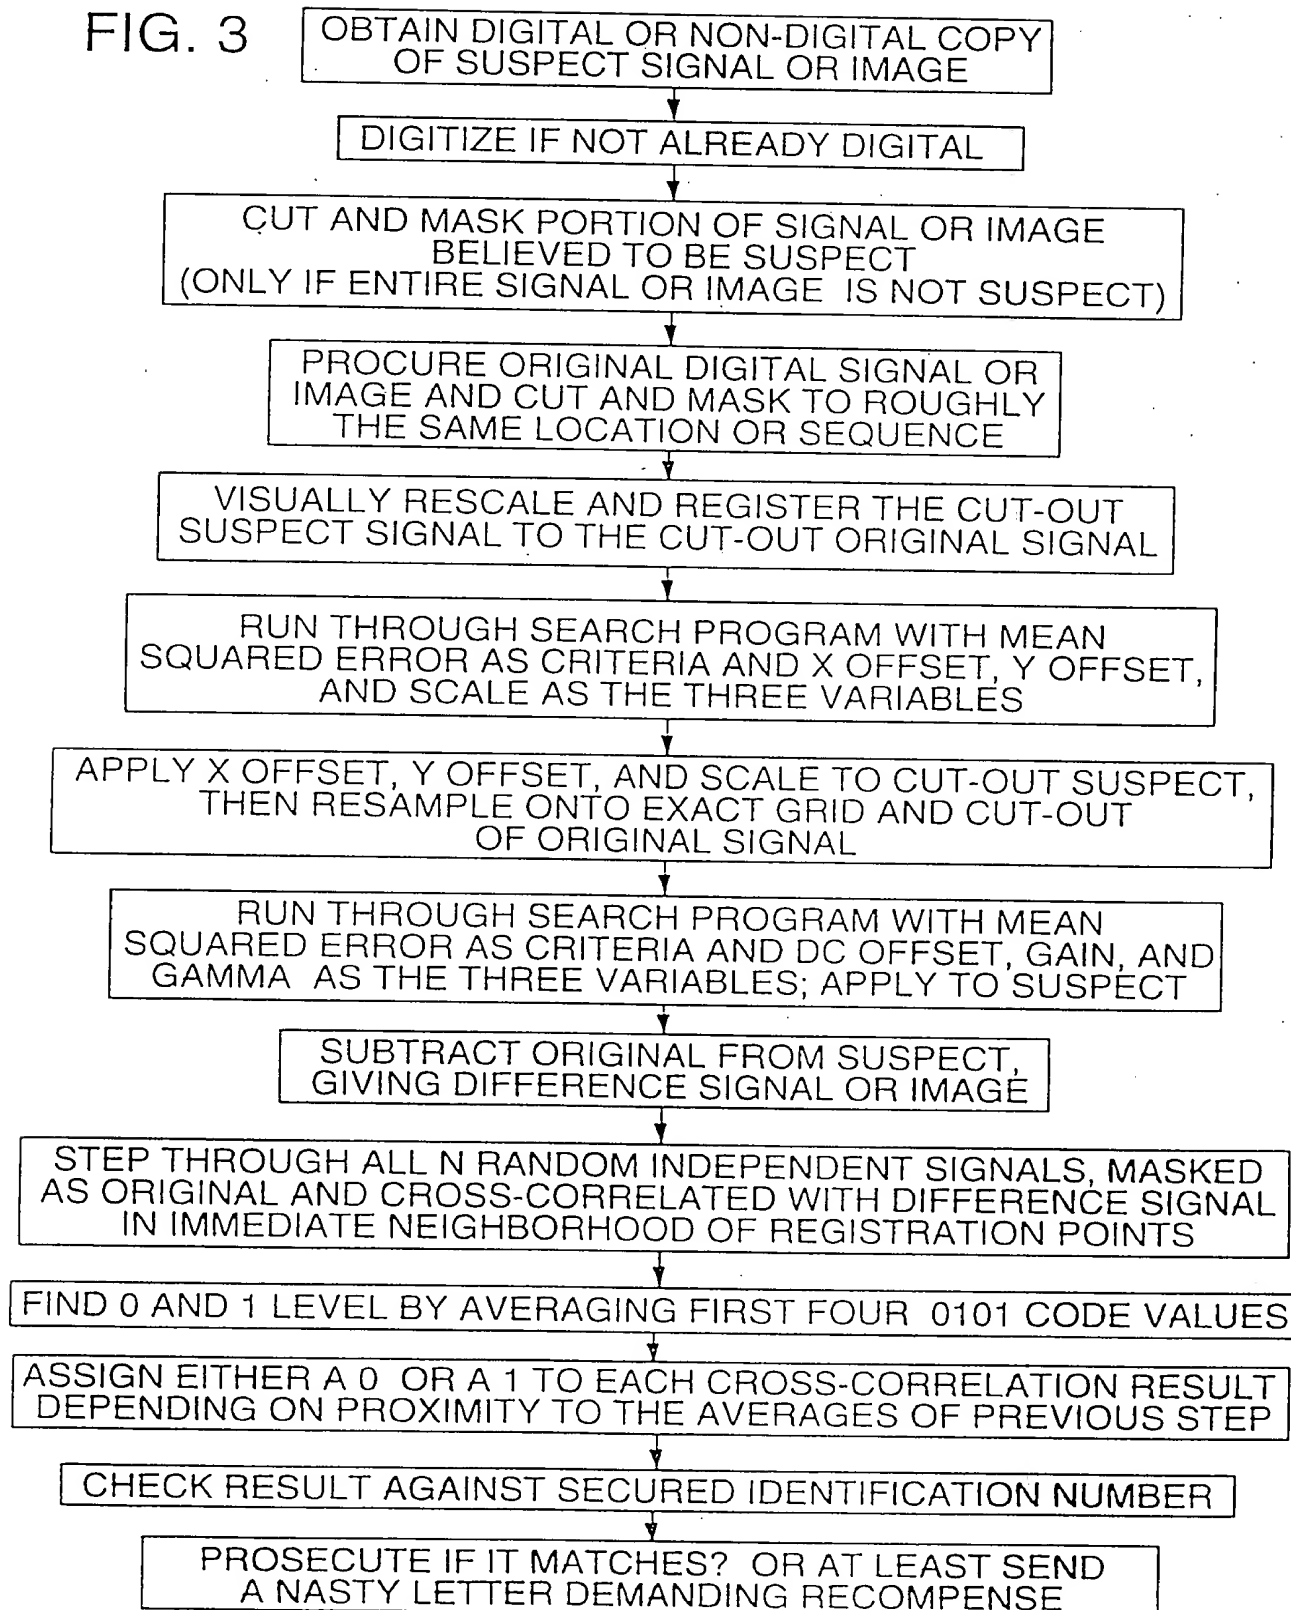 FIG. 3
OBTAIN DIGITAL OR NON-DIGITAL COPY
OF SUSPECT SIGNAL OR IMAGE
DIGITIZE IF NOT ALREADY DIGITAL
CUT AND MASK PORTION OF SIGNAL OR IMAGE
BELIEVED TO BE SUSPECT
(ONLY IF ENTIRE SIGNAL OR IMAGE IS NOT SUSPECT)
PROCURE ORIGINAL DIGITAL SIGNAL OR
IMAGE AND CUT AND MASK TO ROUGHLY
THE SAME LOCATION OR SEQUENCE
VISUALLY RESCALE AND REGISTER THE CUT-OUT
SUSPECT SIGNAL TO THE CUT-OUT ORIGINAL SIGNAL
RUN THROUGH SEARCH PROGRAM WITH MEAN
SQUARED ERROR AS CRITERIA AND X OFFSET, Y OFFSET,
AND SCALE AS THE THREE VARIABLES
APPLY X OFFSET, Y OFFSET, AND SCALE TO CUT-OUT SUSPECT,
THEN RESAMPLE ONTO EXACT GRID AND CUT-OUT
OF ORIGINAL SIGNAL
RUN THROUGH SEARCH PROGRAM WITH MEAN
SQUARED ERROR AS CRITERIA AND DC OFFSET, GAIN, AND
GAMMA AS THE THREE VARIABLES; APPLY TO SUSPECT
SUBTRACT ORIGINAL FROM SUSPECT,
GIVING DIFFERENCE SIGNAL OR IMAGE
STEP THROUGH ALL N RANDOM INDEPENDENT SIGNALS, MASKED
AS ORIGINAL AND CROSS-CORRELATED WITH DIFFERENCE SIGNAL
IN IMMEDIATE NEIGHBORHOOD OF REGISTRATION POINTS
FIND 0 AND 1 LEVEL BY AVERAGING FIRST FOUR 0101 CODE VALUES
ASSIGN EITHER A 0 OR A 1 TO EACH CROSS-CORRELATION RESULT
DEPENDING ON PROXIMITY TO THE AVERAGES OF PREVIOUS STEP
CHECK RESULT AGAINST SECURED IDENTIFICATION NUMBER
PROSECUTE IF IT MATCHES? OR AT LEAST SEND
A NASTY LETTER DEMANDING RECOMPENSE